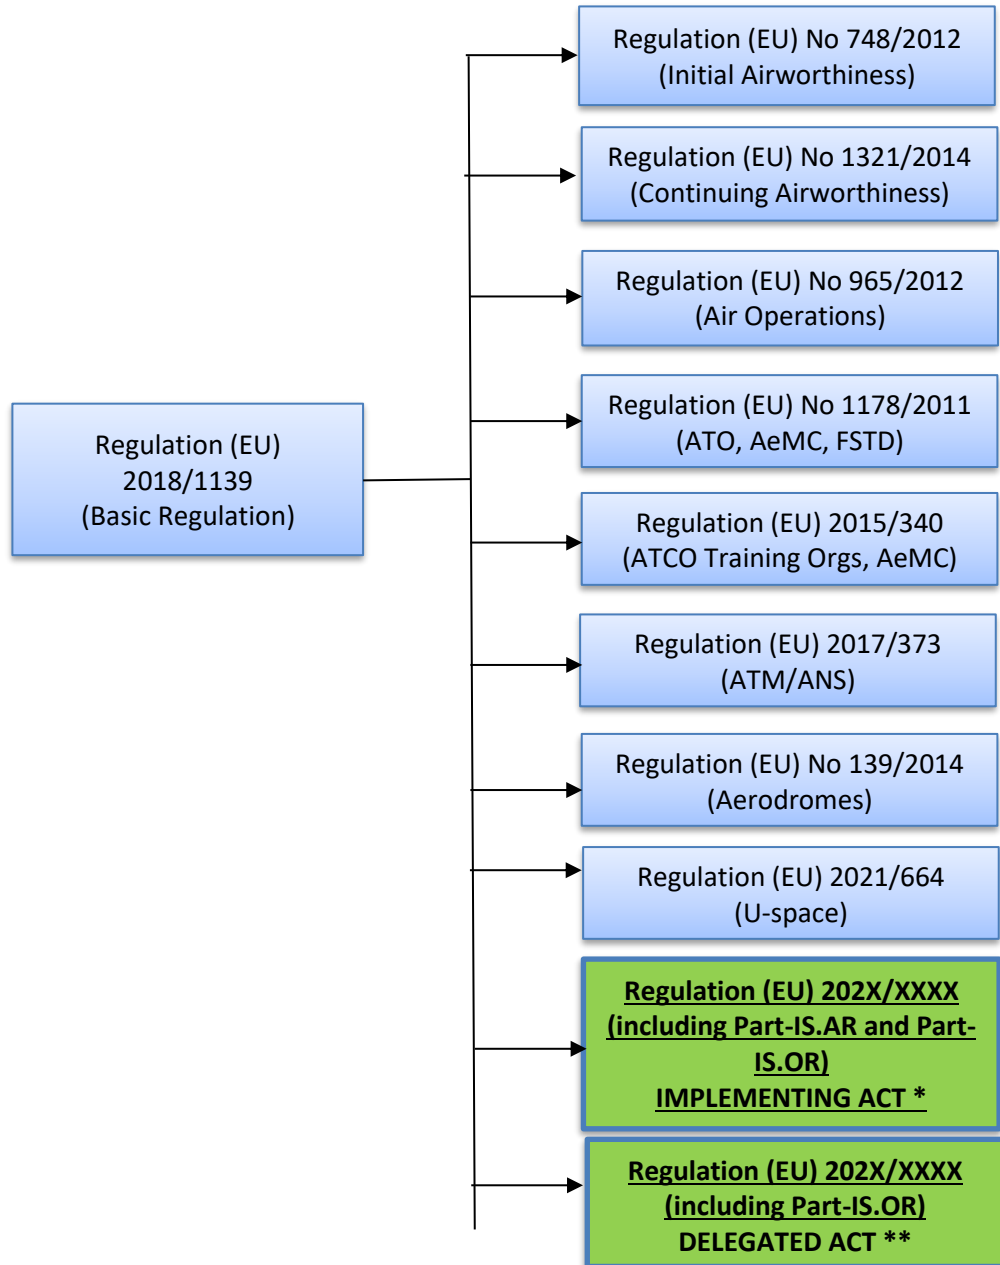 Regulation (EU) No 748/2012
(Initial Airworthiness)
Regulation (EU) No 1321/2014
(Continuing Airworthiness)
Regulation (EU) No 965/2012
(Air Operations)
Regulation (EU) No 1178/2011
(ATO, AeMC, FSTD)
Regulation (EU)
2018/1139
(Basic Regulation)
Regulation (EU) 2015/340
(ATCO Training Orgs, AeMC)
Regulation (EU) 2017/373
(ATM/ANS)
Regulation (EU) No 139/2014
(Aerodromes)
Regulation (EU) 2021/664
(U-space)
Regulation (EU) 202X/XXXX
(including Part-IS.AR and Part-
IS.OR)
IMPLEMENTING ACT *
Regulation (EU) 202X/XXXX
(including Part-IS.OR)
DELEGATED ACT **